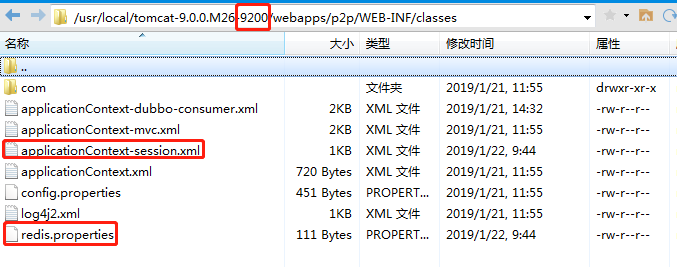 /usr/local/tomcat-9.0.0.M26-9200/webapps/p2p/WEB-INF/classes
名称 大小 类型 修改时间 属性
..
com 文件夹 2019/1/21, 11:55 drwxr-xr-x
applicationContext-dubbo-consumer.xml 2KB XML 文件 2019/1/21, 14:32 -rw-r--r--
applicationContext-mvc.xml 2KB XML 文件 2019/1/21, 11:55 -rw-r--r--
applicationContext-session.xml 1KB XML 文件 2019/1/22, 9:44 -rw-r--r--
applicationContext.xml 720 Bytes XML 文件 2019/1/21, 11:55 -rw-r--r--
config.properties 451 Bytes PROPERT... 2019/1/21, 11:55 -rw-r--r--
log4j2.xml 1KB XML 文件 2019/1/21, 11:55 -rw-r--r--
redis.properties 111 Bytes PROPERT... 2019/1/22, 9:44 -rw-r--r--